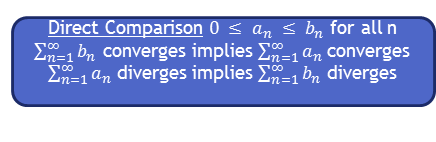 Direct Comparison 0 ≤ aₙ ≤ bₙ for all n
∑ₙ₌₁^∞ bₙ converges implies ∑ₙ₌₁^∞ aₙ converges
∑ₙ₌₁^∞ aₙ diverges implies ∑ₙ₌₁^∞ bₙ diverges